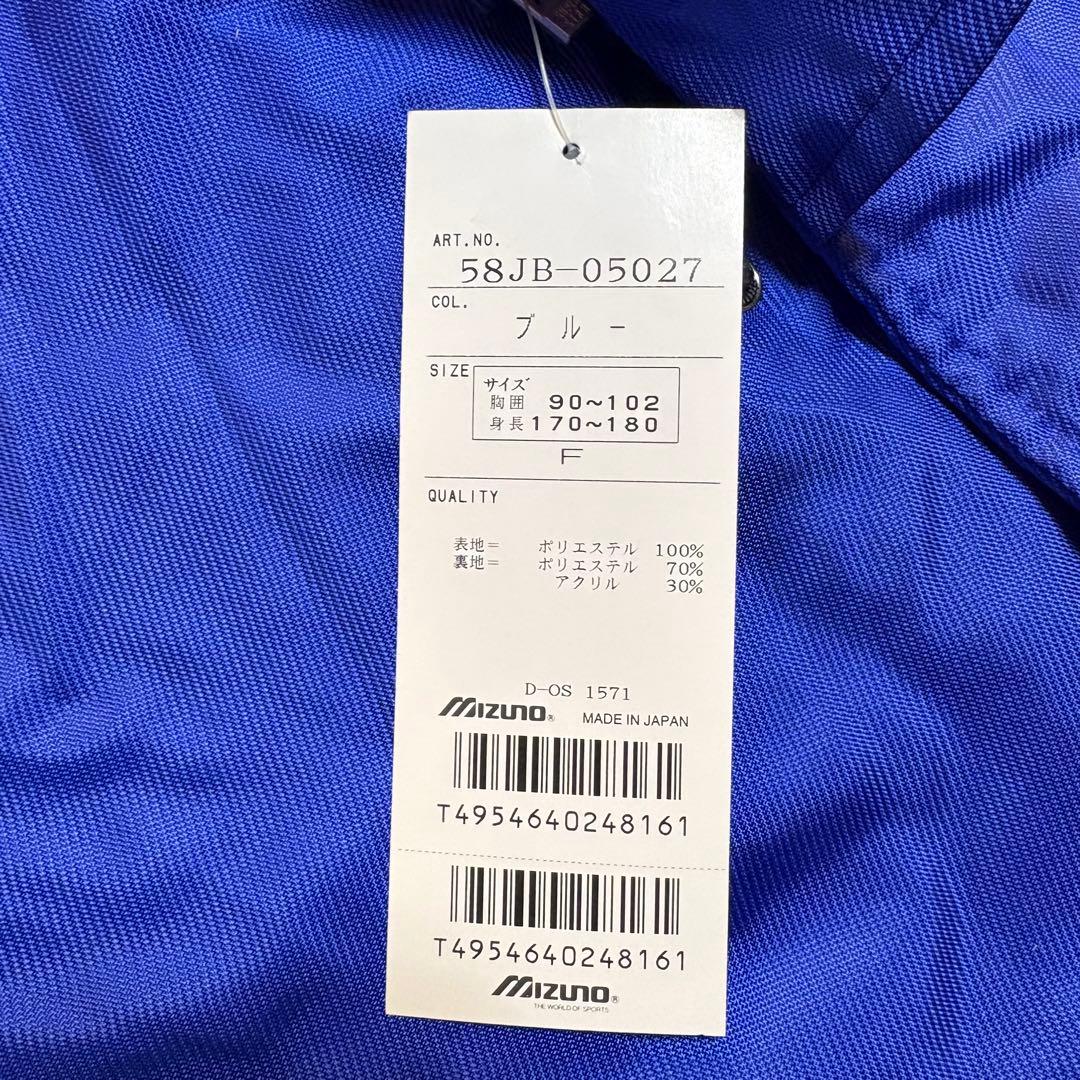 ART.NO.
58JB-05027
COL.
ブルー
SIZE
サイズ
胸囲 90~102
身長 170~180
F
QUALITY
表地= ポリエステル 100%
裏地= ポリエステル 70%
アクリル 30%
D-OS 1571
MIZUNO® MADE IN JAPAN
T4954640248161
T4954640248161
MIZUNO®
THE WORLD OF SPORTS